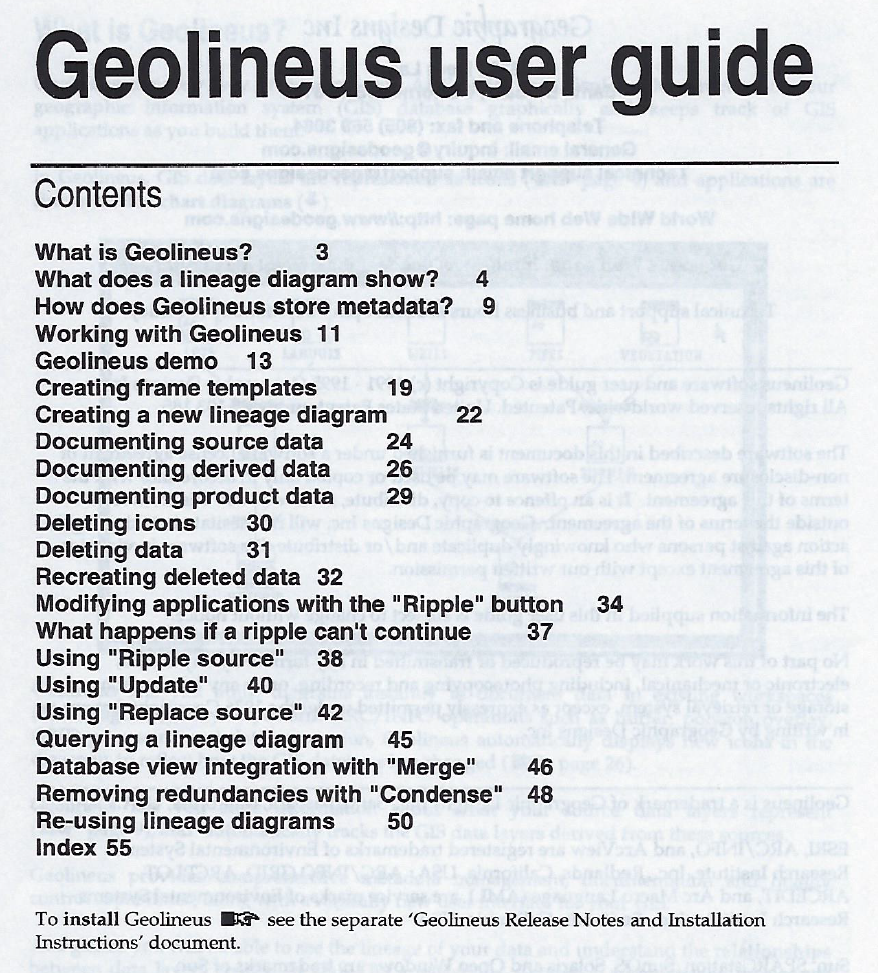 Geolineus user guide
Contents
What is Geolineus? 3
What does a lineage diagram show? 4
How does Geolineus store metadata? 9
Working with Geolineus 11
Geolineus demo 13
Creating frame templates 19
Creating a new lineage diagram 22
Documenting source data 24
Documenting derived data 26
Documenting product data 29
Deleting icons 30
Deleting data 31
Recreating deleted data 32
Modifying applications with the "Ripple" button 34
What happens if a ripple can't continue 37
Using "Ripple source" 38
Using "Update" 40
Using "Replace source" 42
Querying a lineage diagram 45
Database view integration with "Merge" 46
Removing redundancies with "Condense" 48
Re-using lineage diagrams 50
Index 55
To install Geolineus ☞ see the separate 'Geolineus Release Notes and Installation
Instructions' document.